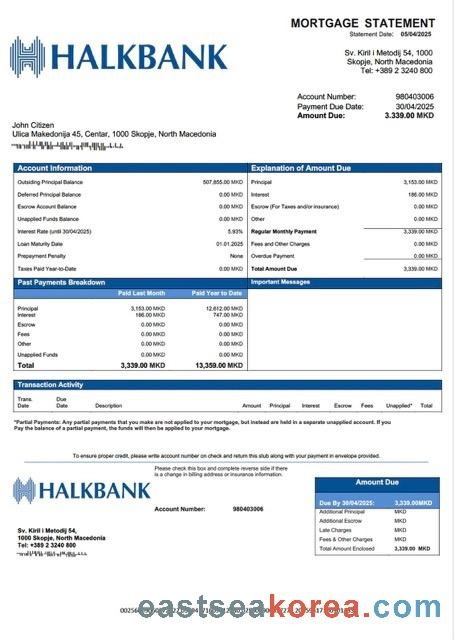 MORTGAGE STATEMENT
Statement Date: 05/04/2025
HALKBANK
Sv. Kiril i Metodij 54, 1000
Skopje, North Macedonia
Tel: +389 2 3240 800
Account Number: 980403006
Payment Due Date: 30/04/2025
Amount Due: 3.339.00 MKD
John Citizen
Ulica Makedonija 45, Centar, 1000 Skopje, North Macedonia
Account Information
Outsiding Principal Balance 507,855.00 MKD
Deferred Principal Balance 0.00 MKD
Escrow Account Balance 0.00 MKD
Unapplied Funds Balance 0.00 MKD
Interest Rate (until 30/04/2025) 5.93%
Loan Maturity Date 01.01.2025
Prepayment Penalty None
Taxes Paid Year-to-Date 0.00 MKD
Explanation of Amount Due
Principal 3,153.00 MKD
Interest 186.00 MKD
Escrow (For Taxes and/or insurance) 0.00 MKD
Other 0.00 MKD
Regular Monthly Payment 3,339.00 MKD
Fees and Other Charges 0.00 MKD
Overdue Payment 0.00 MKD
Total Amount Due 3,339.00 MKD
Past Payments Breakdown
Paid Last Month Paid Year to Date
Principal -3,153.00 MKD 12,612.00 MKD
Interest 186.00 MKD 747.00 MKD
Escrow 0.00 MKD 0.00 MKD
Fees 0.00 MKD 0.00 MKD
Other 0.00 MKD 0.00 MKD
Unapplied Funds 0.00 MKD 0.00 MKD
Total 3,339.00 MKD 13,359.00 MKD
Important Messages
Transaction Activity
Trans. Date Due Date Description Amount Principal Interest Escrow Fees Unapplied* Total
*Partial Payments: Any partial payments that you make are not applied to your mortgage, but instead are held in a separate unapplied account. If you
Pay the balance of a partial payment, the funds will then be applied to your mortgage.
To ensure proper credit, please write account number on check and return this stub along with your payment in envelope provided.
Please check this box and complete reverse side if there
is a change in billing address or insurance information.
HALKBANK
Account Number: 980403006
Sv. Kiril i Metodij 54,
1000 Skopje, North Macedonia
Tel: +389 2 3240 800
Amount Due
Due By 30/04/2025: 3,339.00MKD
Additional Principal MKD
Additional Escrow MKD
Late Charges MKD
Fees & Other Charges MKD
Total Amount Enclosed 3,339.00 MKD
eastseakorea.com